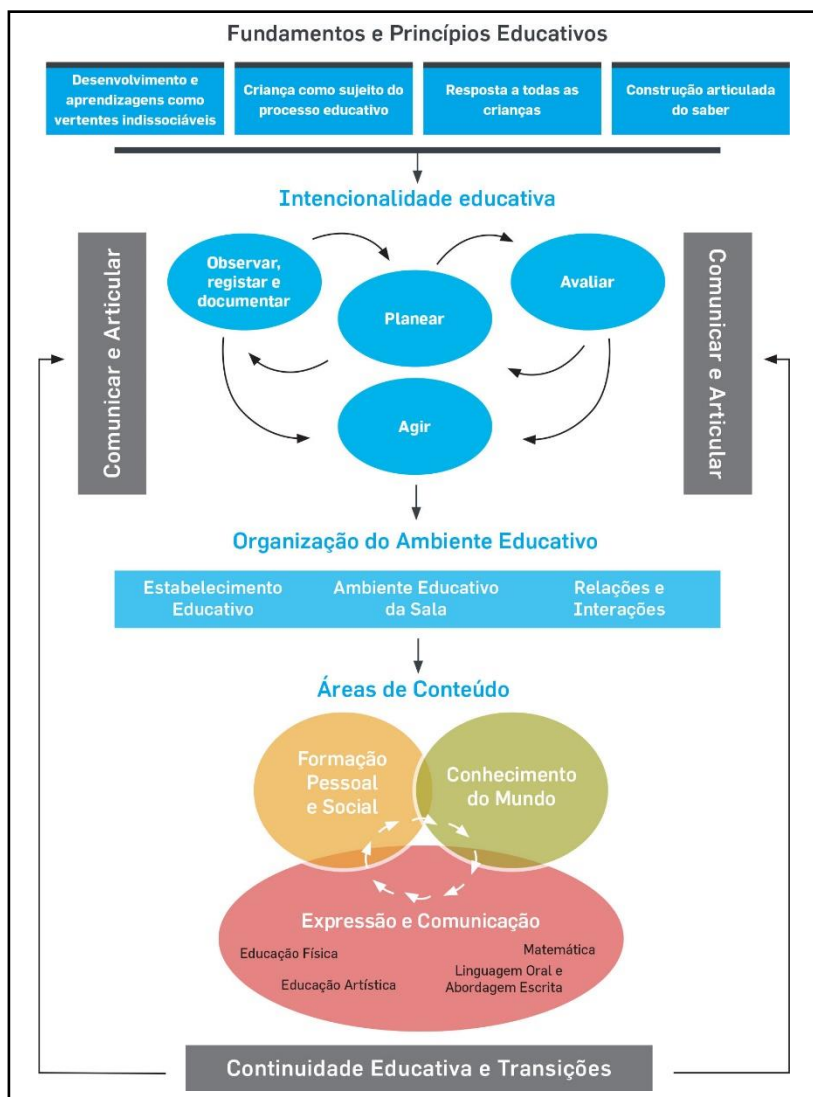 Fundamentos e Princípios Educativos
Desenvolvimento e
aprendizagens como
vertentes indissociáveis
Criança como sujeito do
processo educativo
Resposta a todas as
crianças
Construção articulada
do saber
Intencionalidade educativa
Comunicar e Articular
Observar,
registar e
documentar
Planear
Avaliar
Agir
Comunicar e Articular
Organização do Ambiente Educativo
Estabelecimento
Educativo
Ambiente Educativo
da Sala
Relações e
Interações
Áreas de Conteúdo
Formação
Pessoal
e Social
Conhecimento
do Mundo
Expressão e Comunicação
Educação Física
Matemática
Educação Artística
Linguagem Oral e
Abordagem Escrita
Continuidade Educativa e Transições